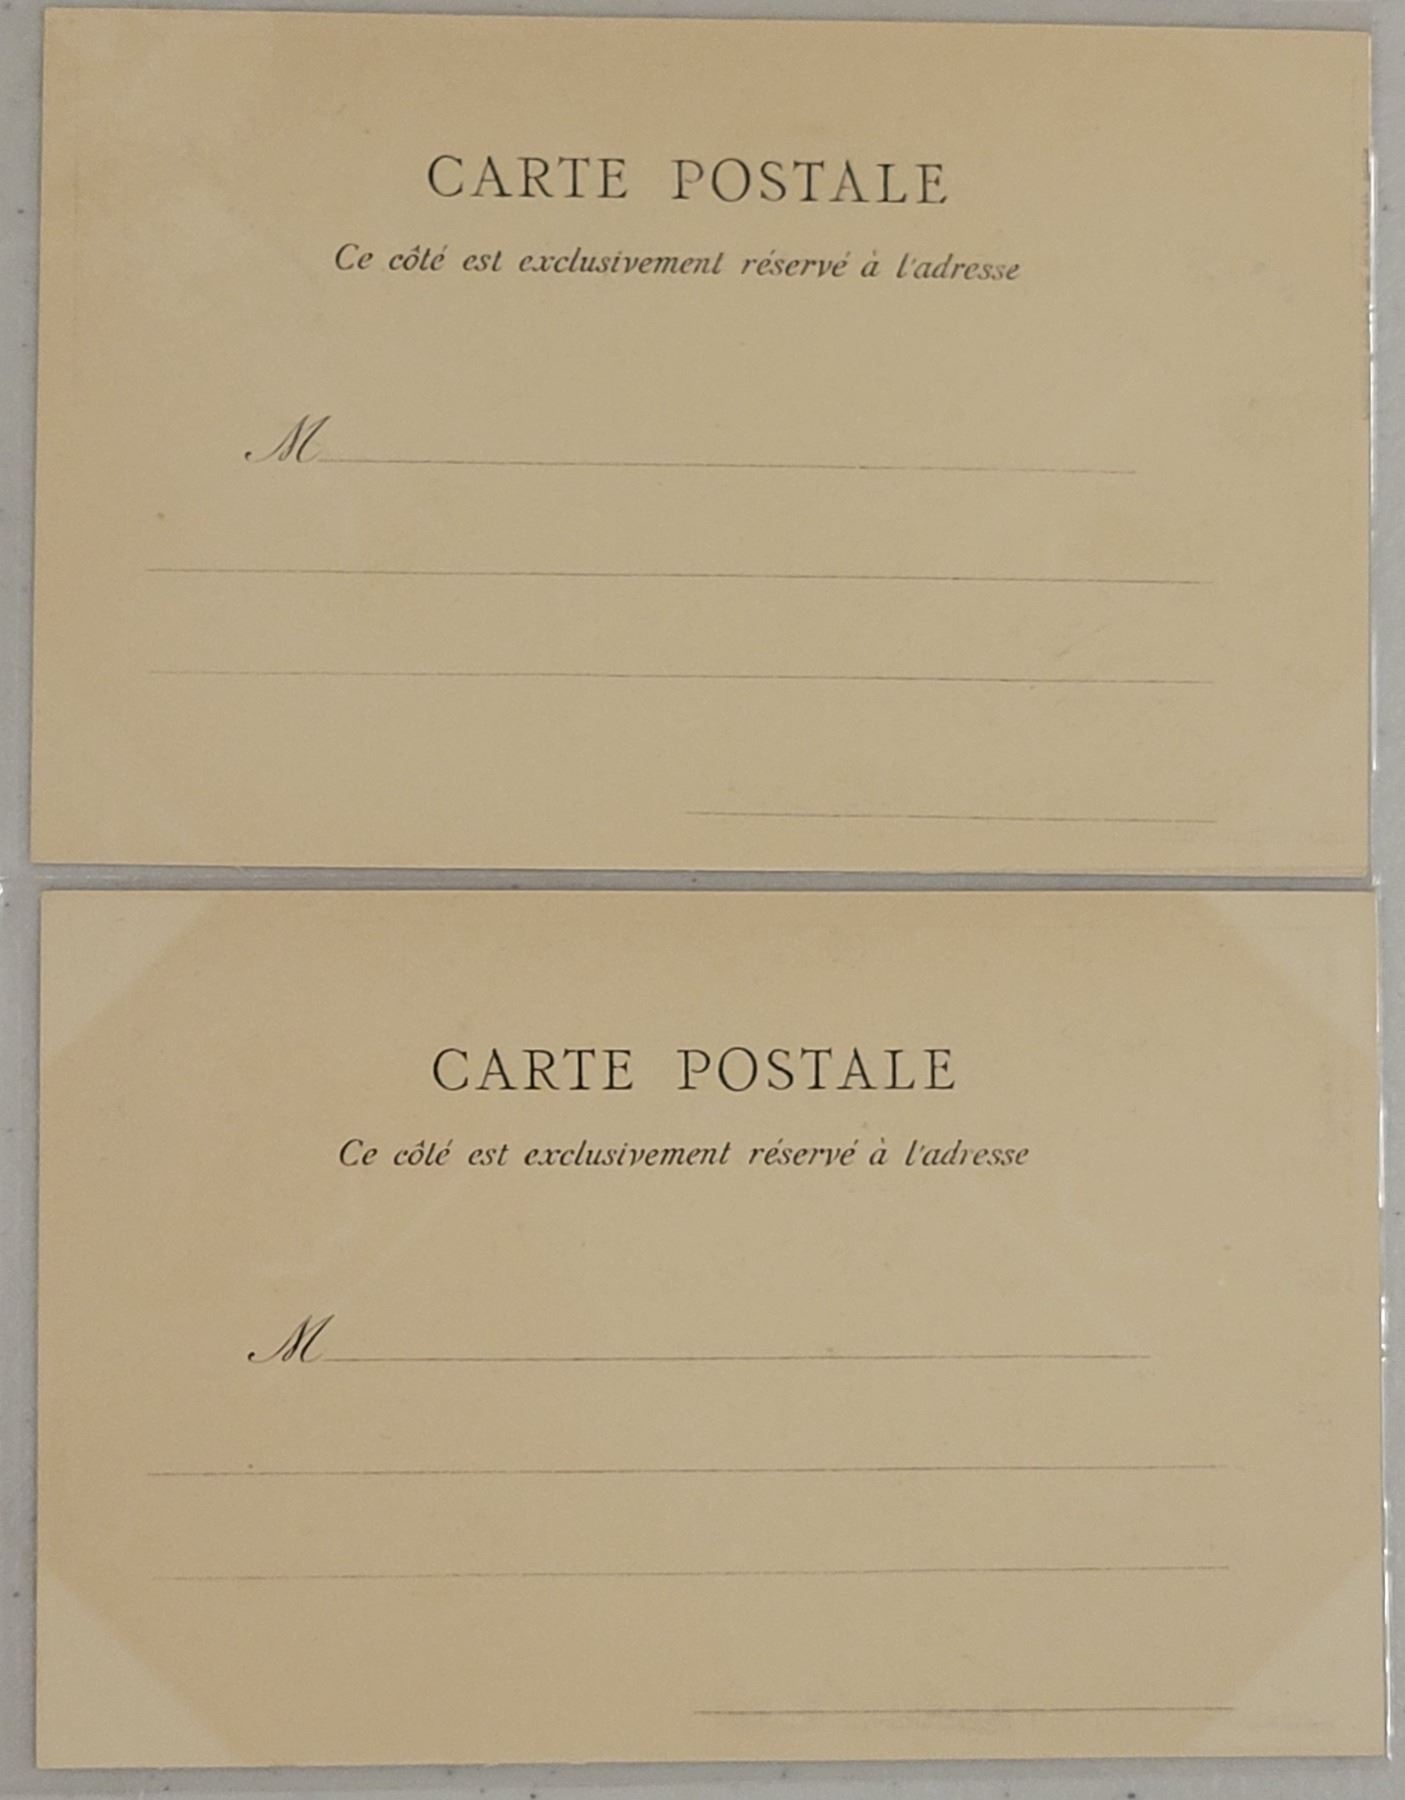 CARTE POSTALE
Ce côté est exclusivement réservé à l'adresse
M
CARTE POSTALE
Ce côté est exclusivement réservé à l'adresse
M